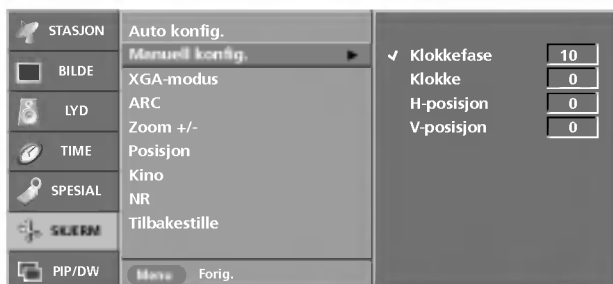 STASJON
BILDE
LYD
TIME
SPESIAL
SKJERM
PIP/DW
Auto konfig.
Manuell konfig.
XGA-modus
ARC
Zoom +/-
Posisjon
Kino
NR
Tilbakestille
Menu Forig.
Klokkefase 10
Klokke 0
H-posisjon 0
V-posisjon 0